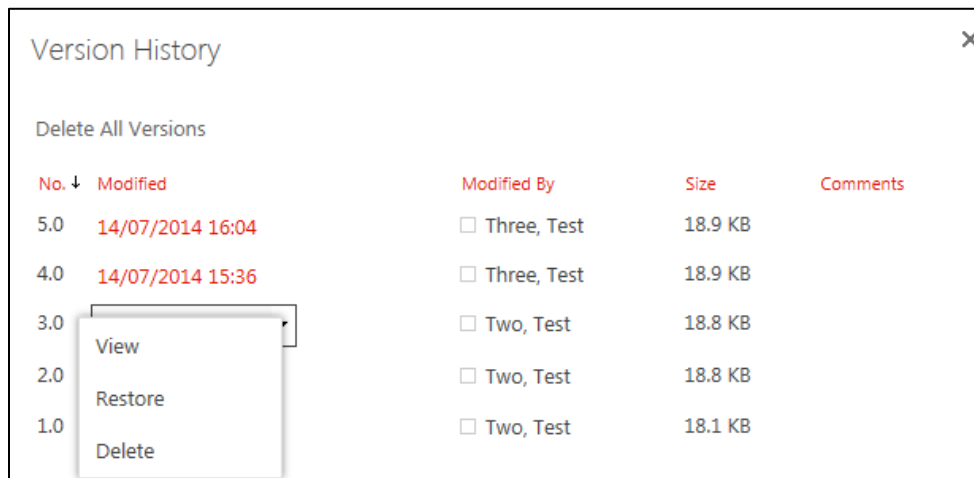 Version History
Delete All Versions
No. Modified Modified By Size Comments
5.0 14/07/2014 16:04 Three, Test 18.9 KB
4.0 14/07/2014 15:36 Three, Test 18.9 KB
3.0 Two, Test 18.8 KB
View
2.0 Two, Test 18.8 KB
Restore
1.0 Two, Test 18.1 KB
Delete